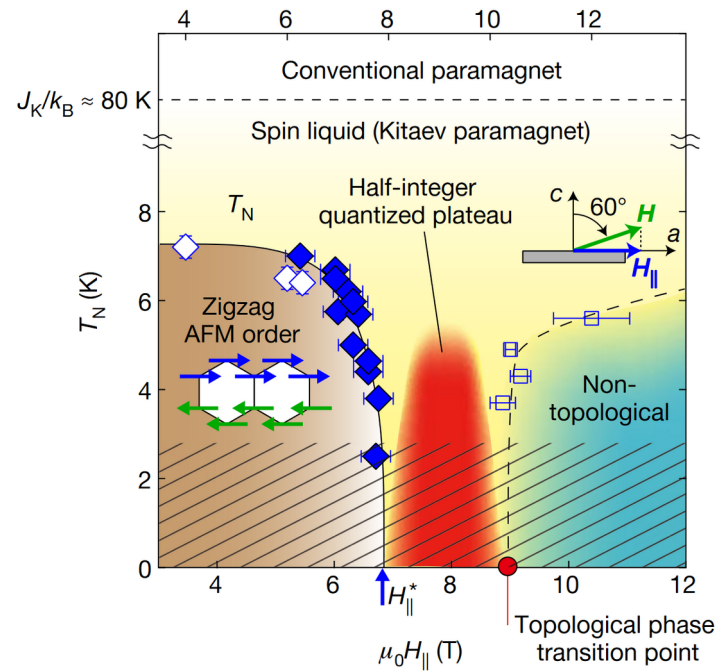 4 6 8 10 12
Conventional paramagnet
J_K/k_B ≈ 80 K
Spin liquid (Kitaev paramagnet)
Half-integer
quantized plateau
T_N
c
60°
H
a
H_∥
8
6
4
2
0
T_N (K)
Zigzag
AFM order
Non-
topological
4 6 8 10 12
H_∥^*
Topological phase
transition point
μ_0H_∥ (T)